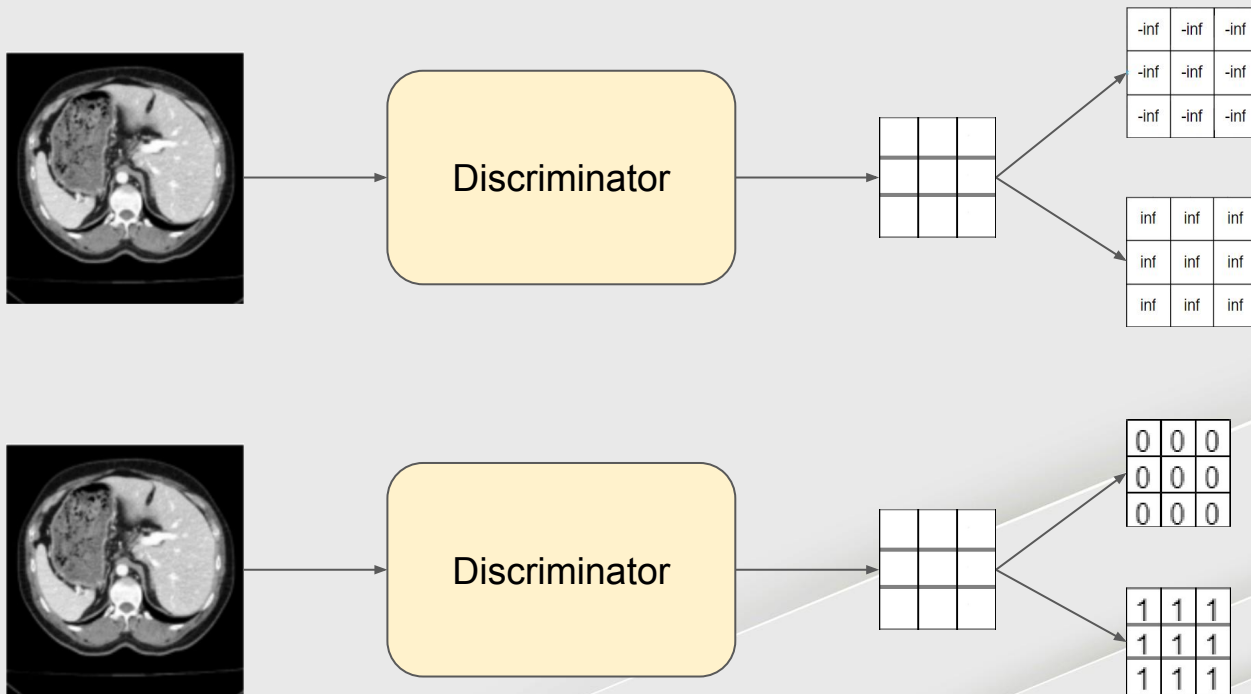 -inf -inf -inf
-inf -inf -inf
-inf -inf -inf
Discriminator
inf inf inf
inf inf inf
inf inf inf
0 0 0
0 0 0
0 0 0
Discriminator
1 1 1
1 1 1
1 1 1